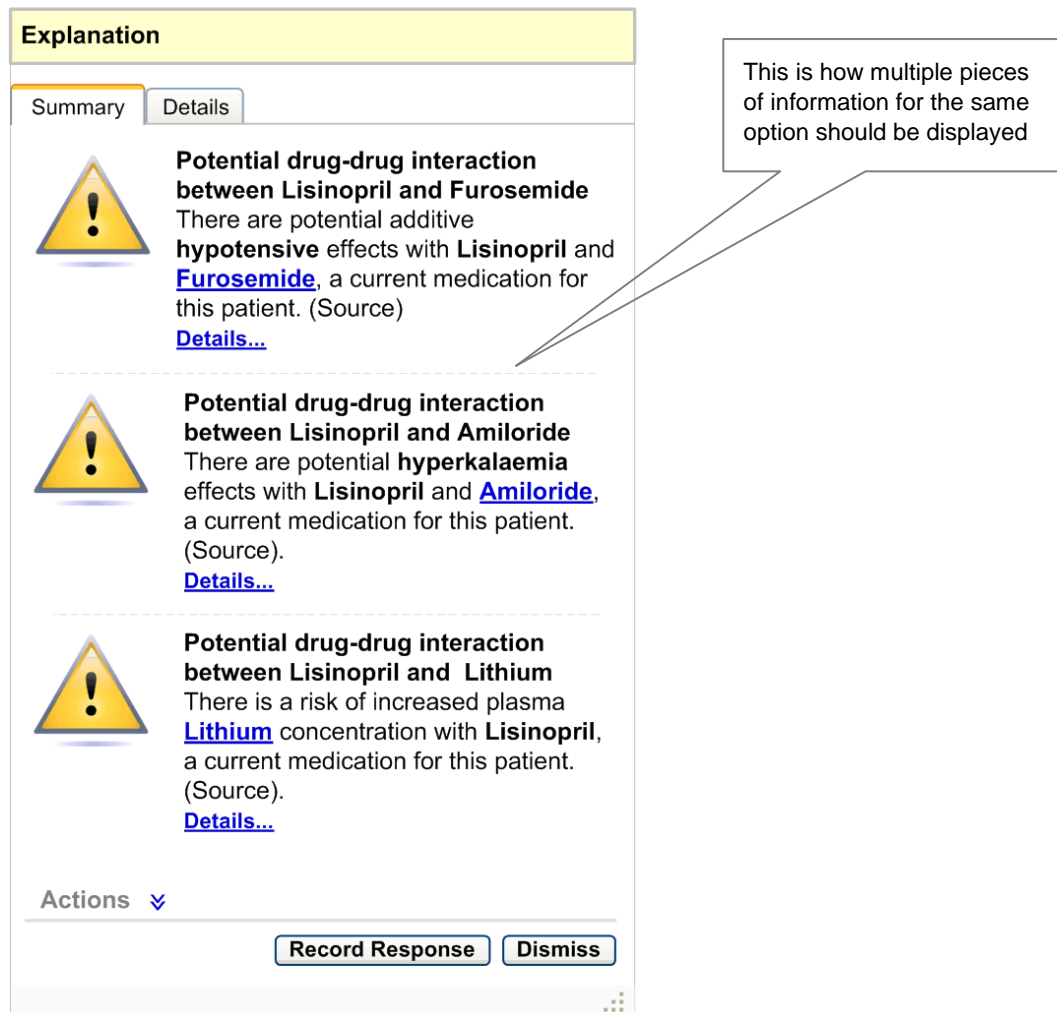 Explanation
Summary
Details
Potential drug-drug interaction
between Lisinopril and Furosemide
There are potential additive
hypotensive effects with Lisinopril and
Furosemide, a current medication for
this patient. (Source)
Details...
Potential drug-drug interaction
between Lisinopril and Amiloride
There are potential hyperkalaemia
effects with Lisinopril and Amiloride,
a current medication for this patient.
(Source).
Details...
Potential drug-drug interaction
between Lisinopril and  Lithium
There is a risk of increased plasma
Lithium concentration with Lisinopril,
a current medication for this patient.
(Source).
Details...
Actions
Record Response
Dismiss
This is how multiple pieces
of information for the same
option should be displayed